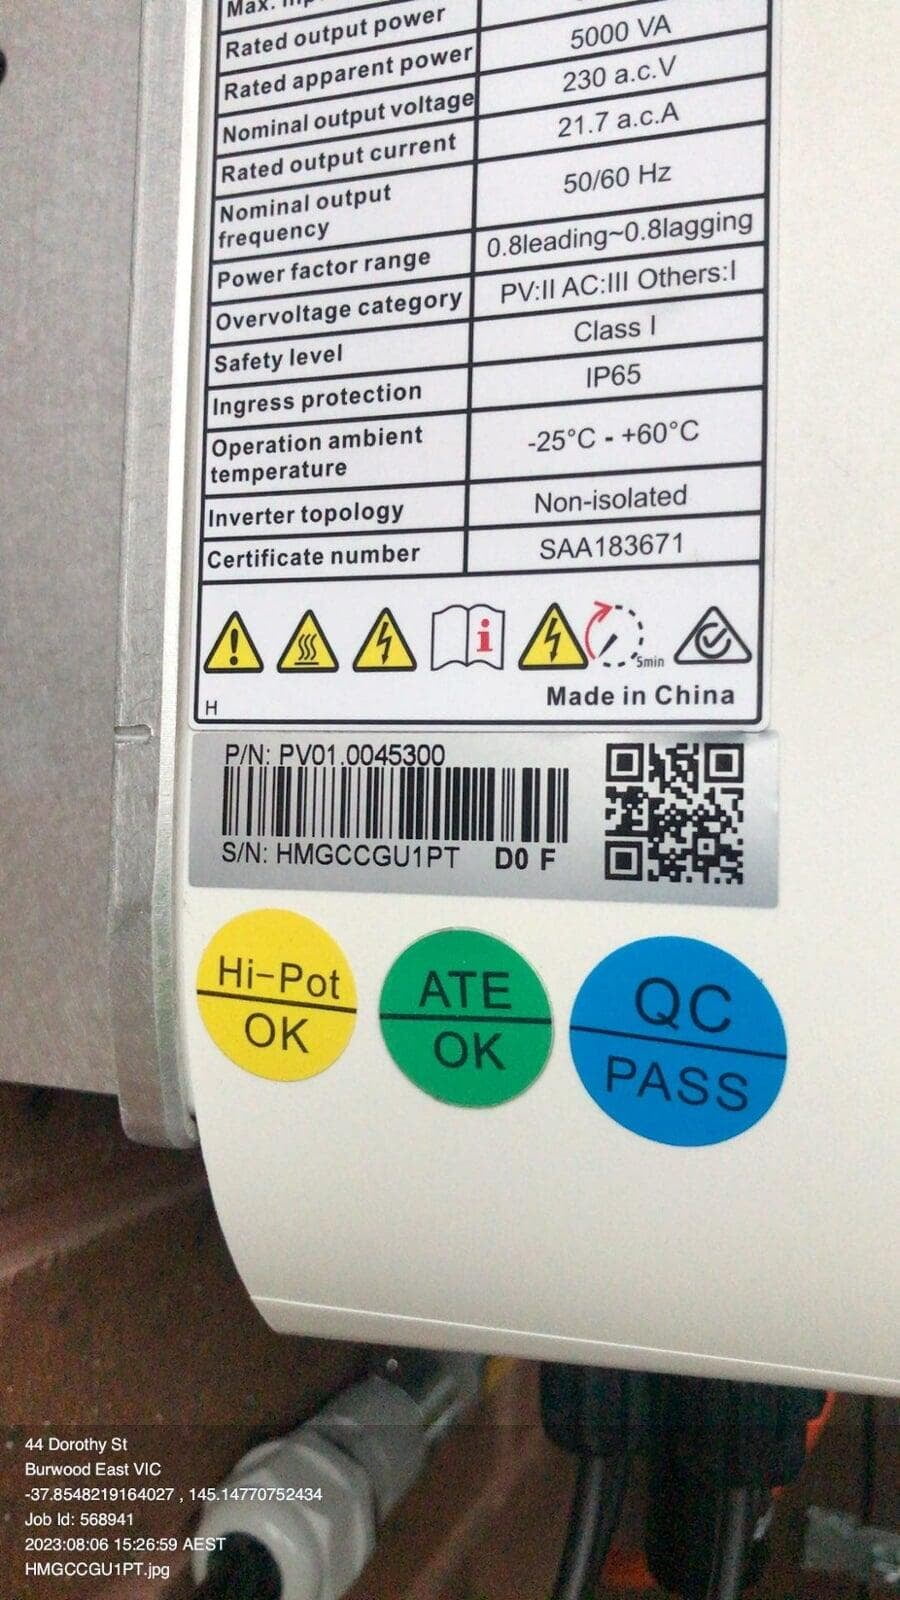 Max. inp
Rated output power
Rated apparent power 5000 VA
Nominal output voltage 230 a.c.V
Rated output current 21.7 a.c.A
Nominal output
frequency 50/60 Hz
Power factor range 0.8leading~0.8lagging
Overvoltage category PV:II AC:III Others:I
Safety level Class I
Ingress protection IP65
Operation ambient
temperature -25°C - +60°C
Inverter topology Non-isolated
Certificate number SAA183671
5min
Made in China
H
P/N: PV01.0045300
S/N: HMGCCGU1PT D0 F
Hi-Pot
OK
ATE
OK
QC
PASS
44 Dorothy St
Burwood East VIC
-37.8548219164027 , 145.14770752434
Job Id: 568941
2023:08:06 15:26:59 AEST
HMGCCGU1PT.jpg